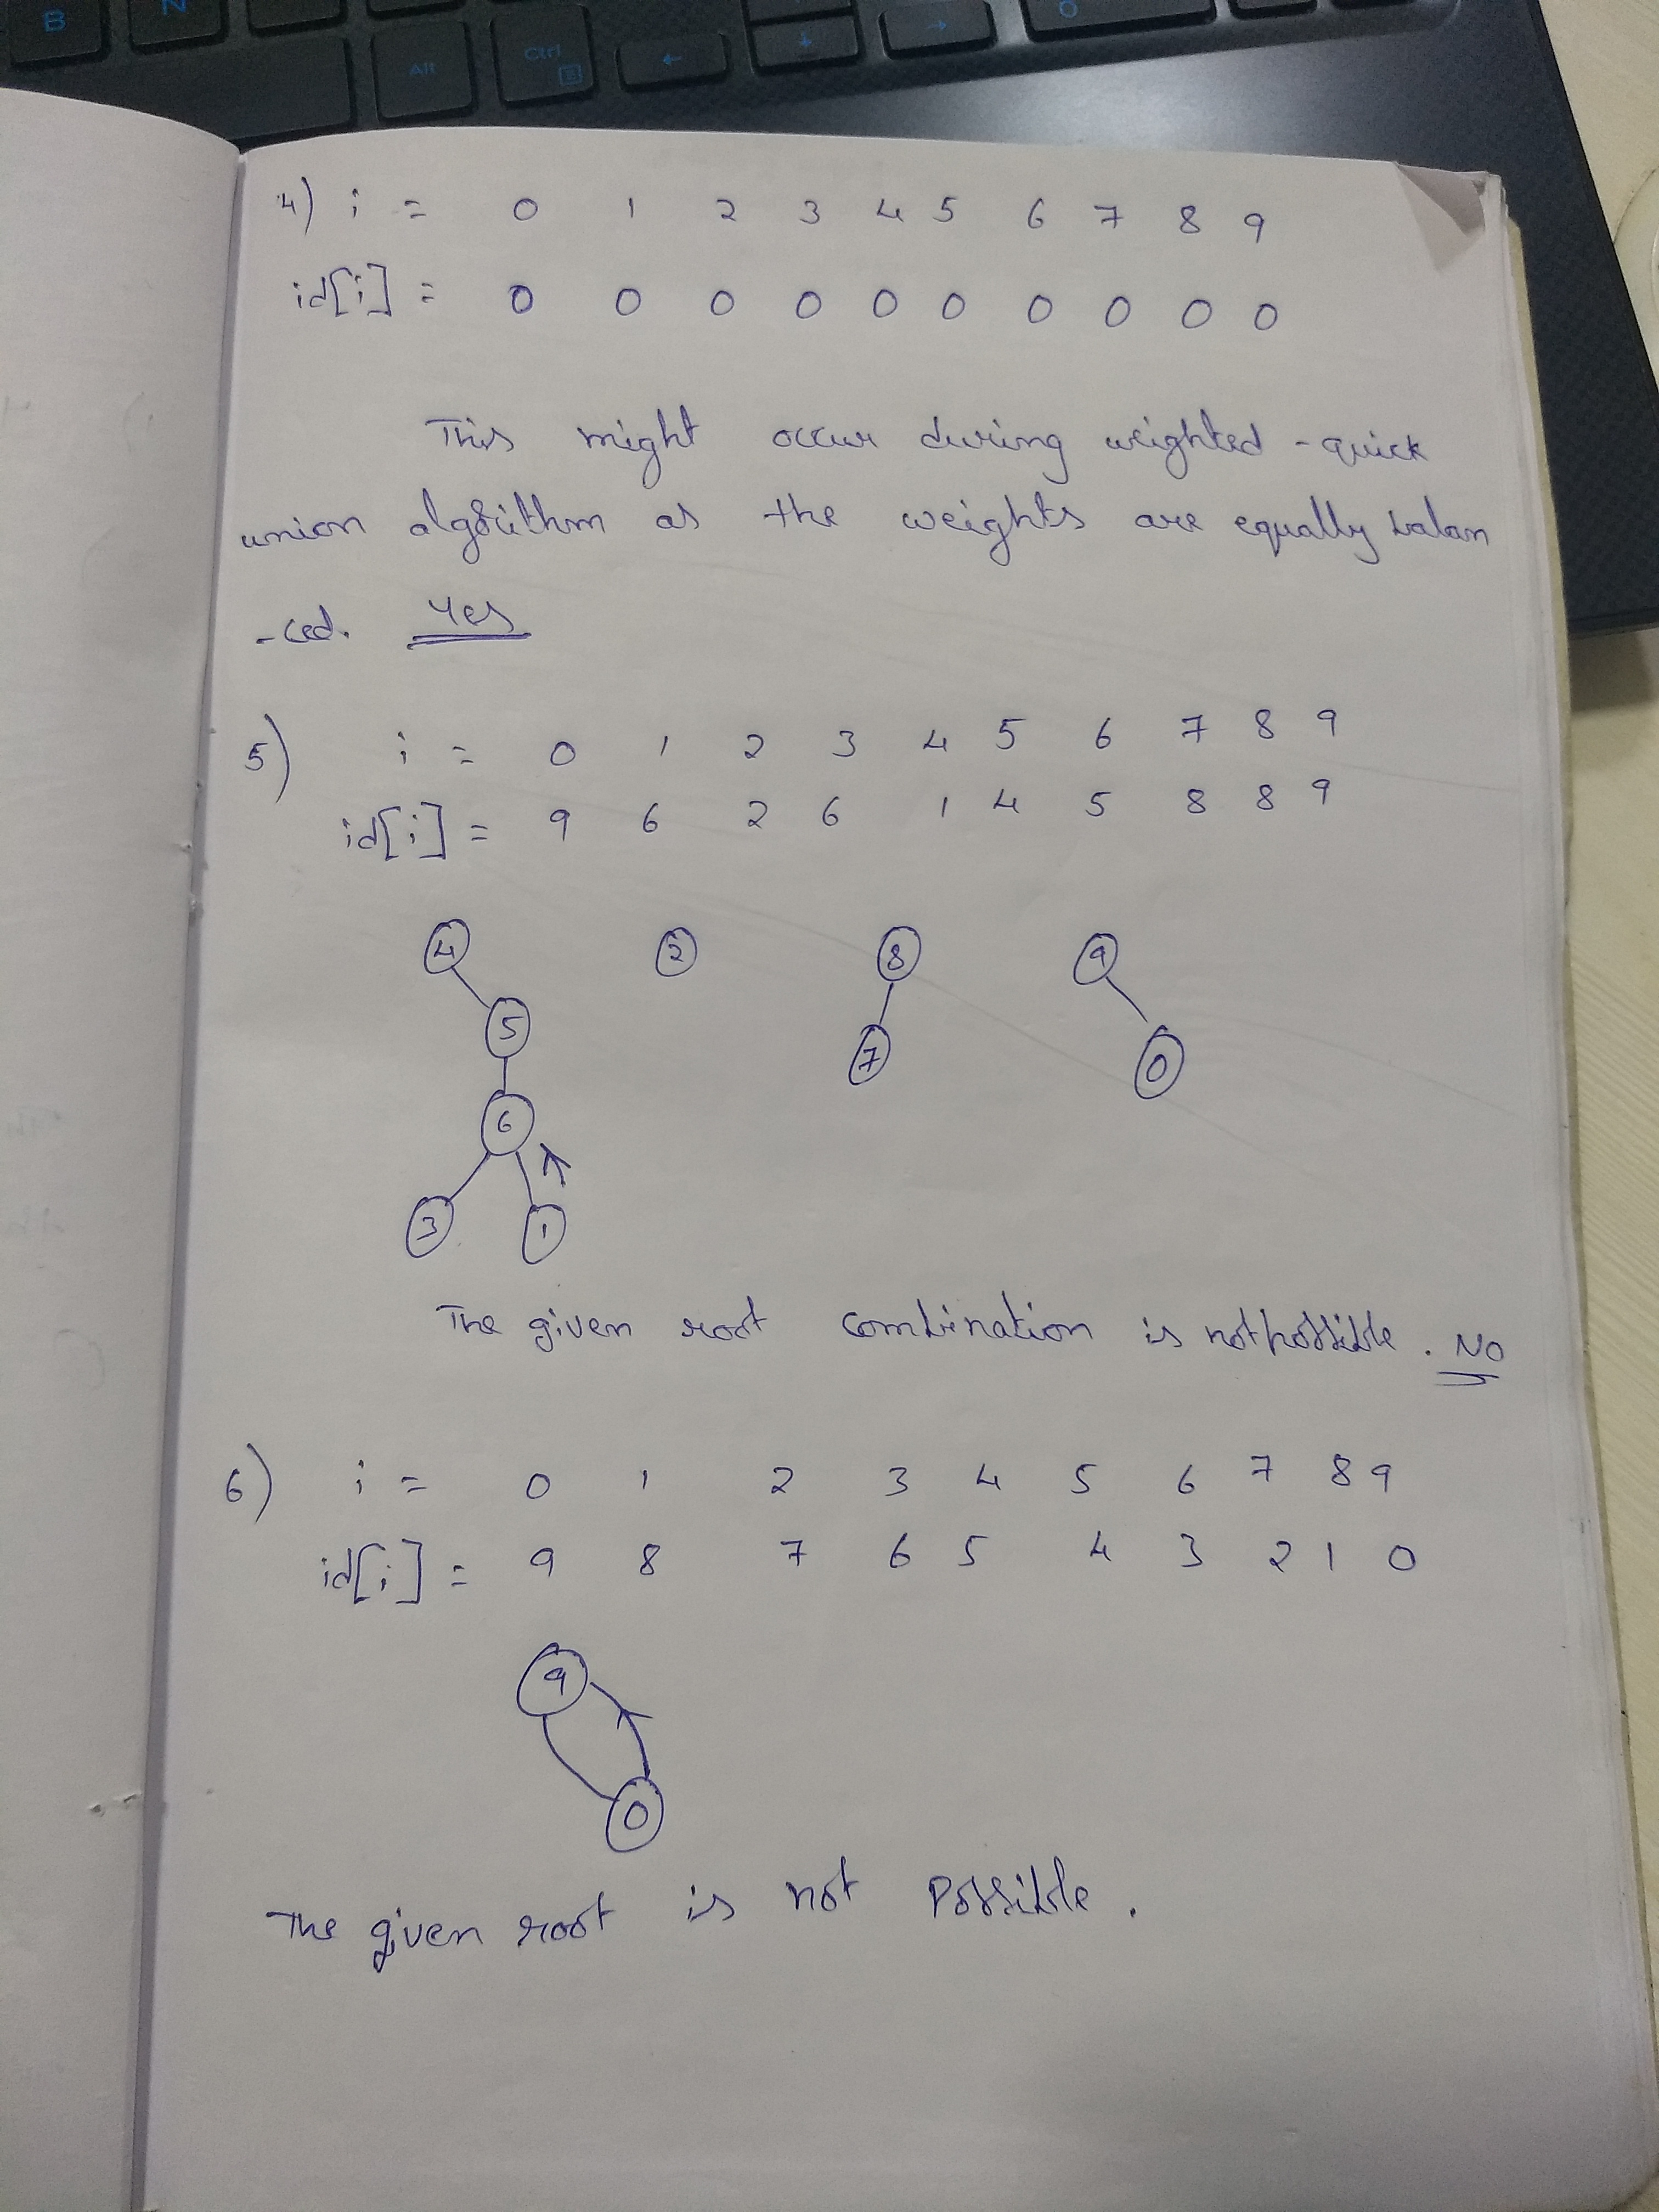 B N
Alt Ctrl ← ↓ →
4) i = 0 1 2 3 4 5 6 7 8 9
id[i] = 0 0 0 0 0 0 0 0 0 0
This might occur during weighted - quick
union algorithm as the weights are equally balan
- ced. Yes
5) i = 0 1 2 3 4 5 6 7 8 9
id[i] = 9 6 2 6 1 4 5 8 8 9
4 2 8 9
5
7 0
6
3 1
The given root combination is not possible. NO
6) i = 0 1 2 3 4 5 6 7 8 9
id[i] = 9 8 7 6 5 4 3 2 1 0
9
0
The given root is not possible.